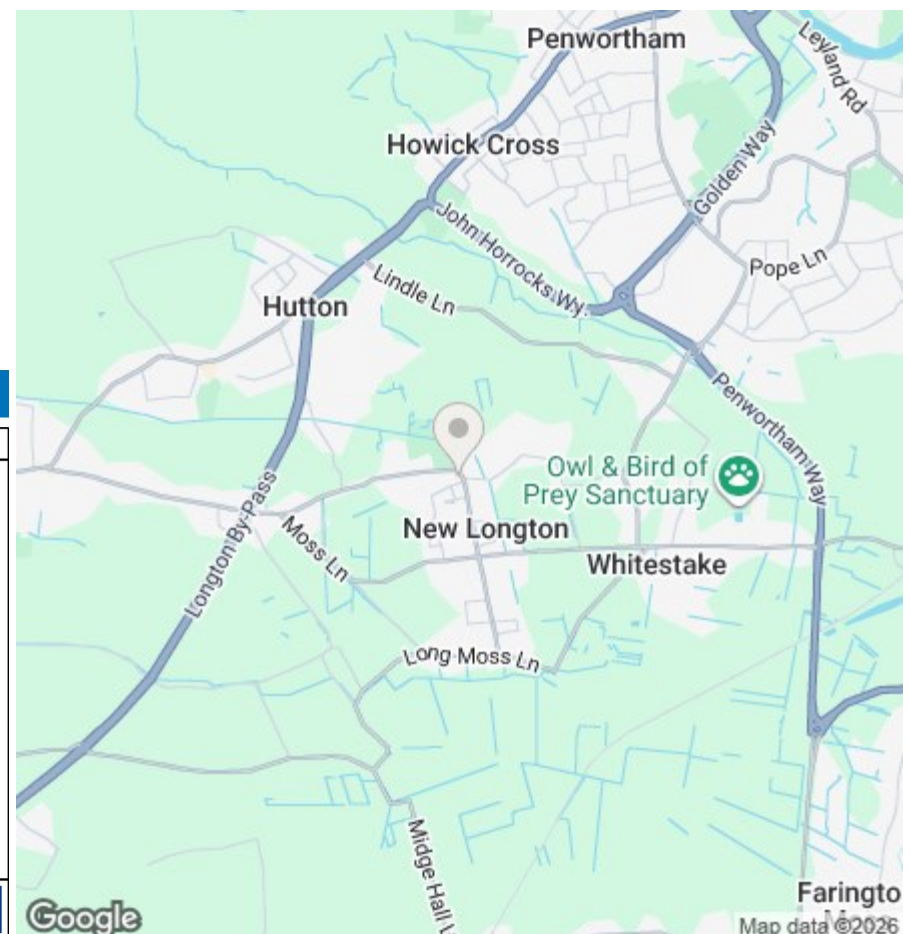 Penwortham
Leyland Rd
Howick Cross
Golden Way
John Horrocks Wy.
Pope Ln
Lindle Ln
Hutton
Penwortham Way
Owl & Bird of
Prey Sanctuary
Longton By-Pass
Moss Ln
New Longton
Whitestake
Long Moss Ln
Midge Hall L
Faringto
Google
Map data ©2026